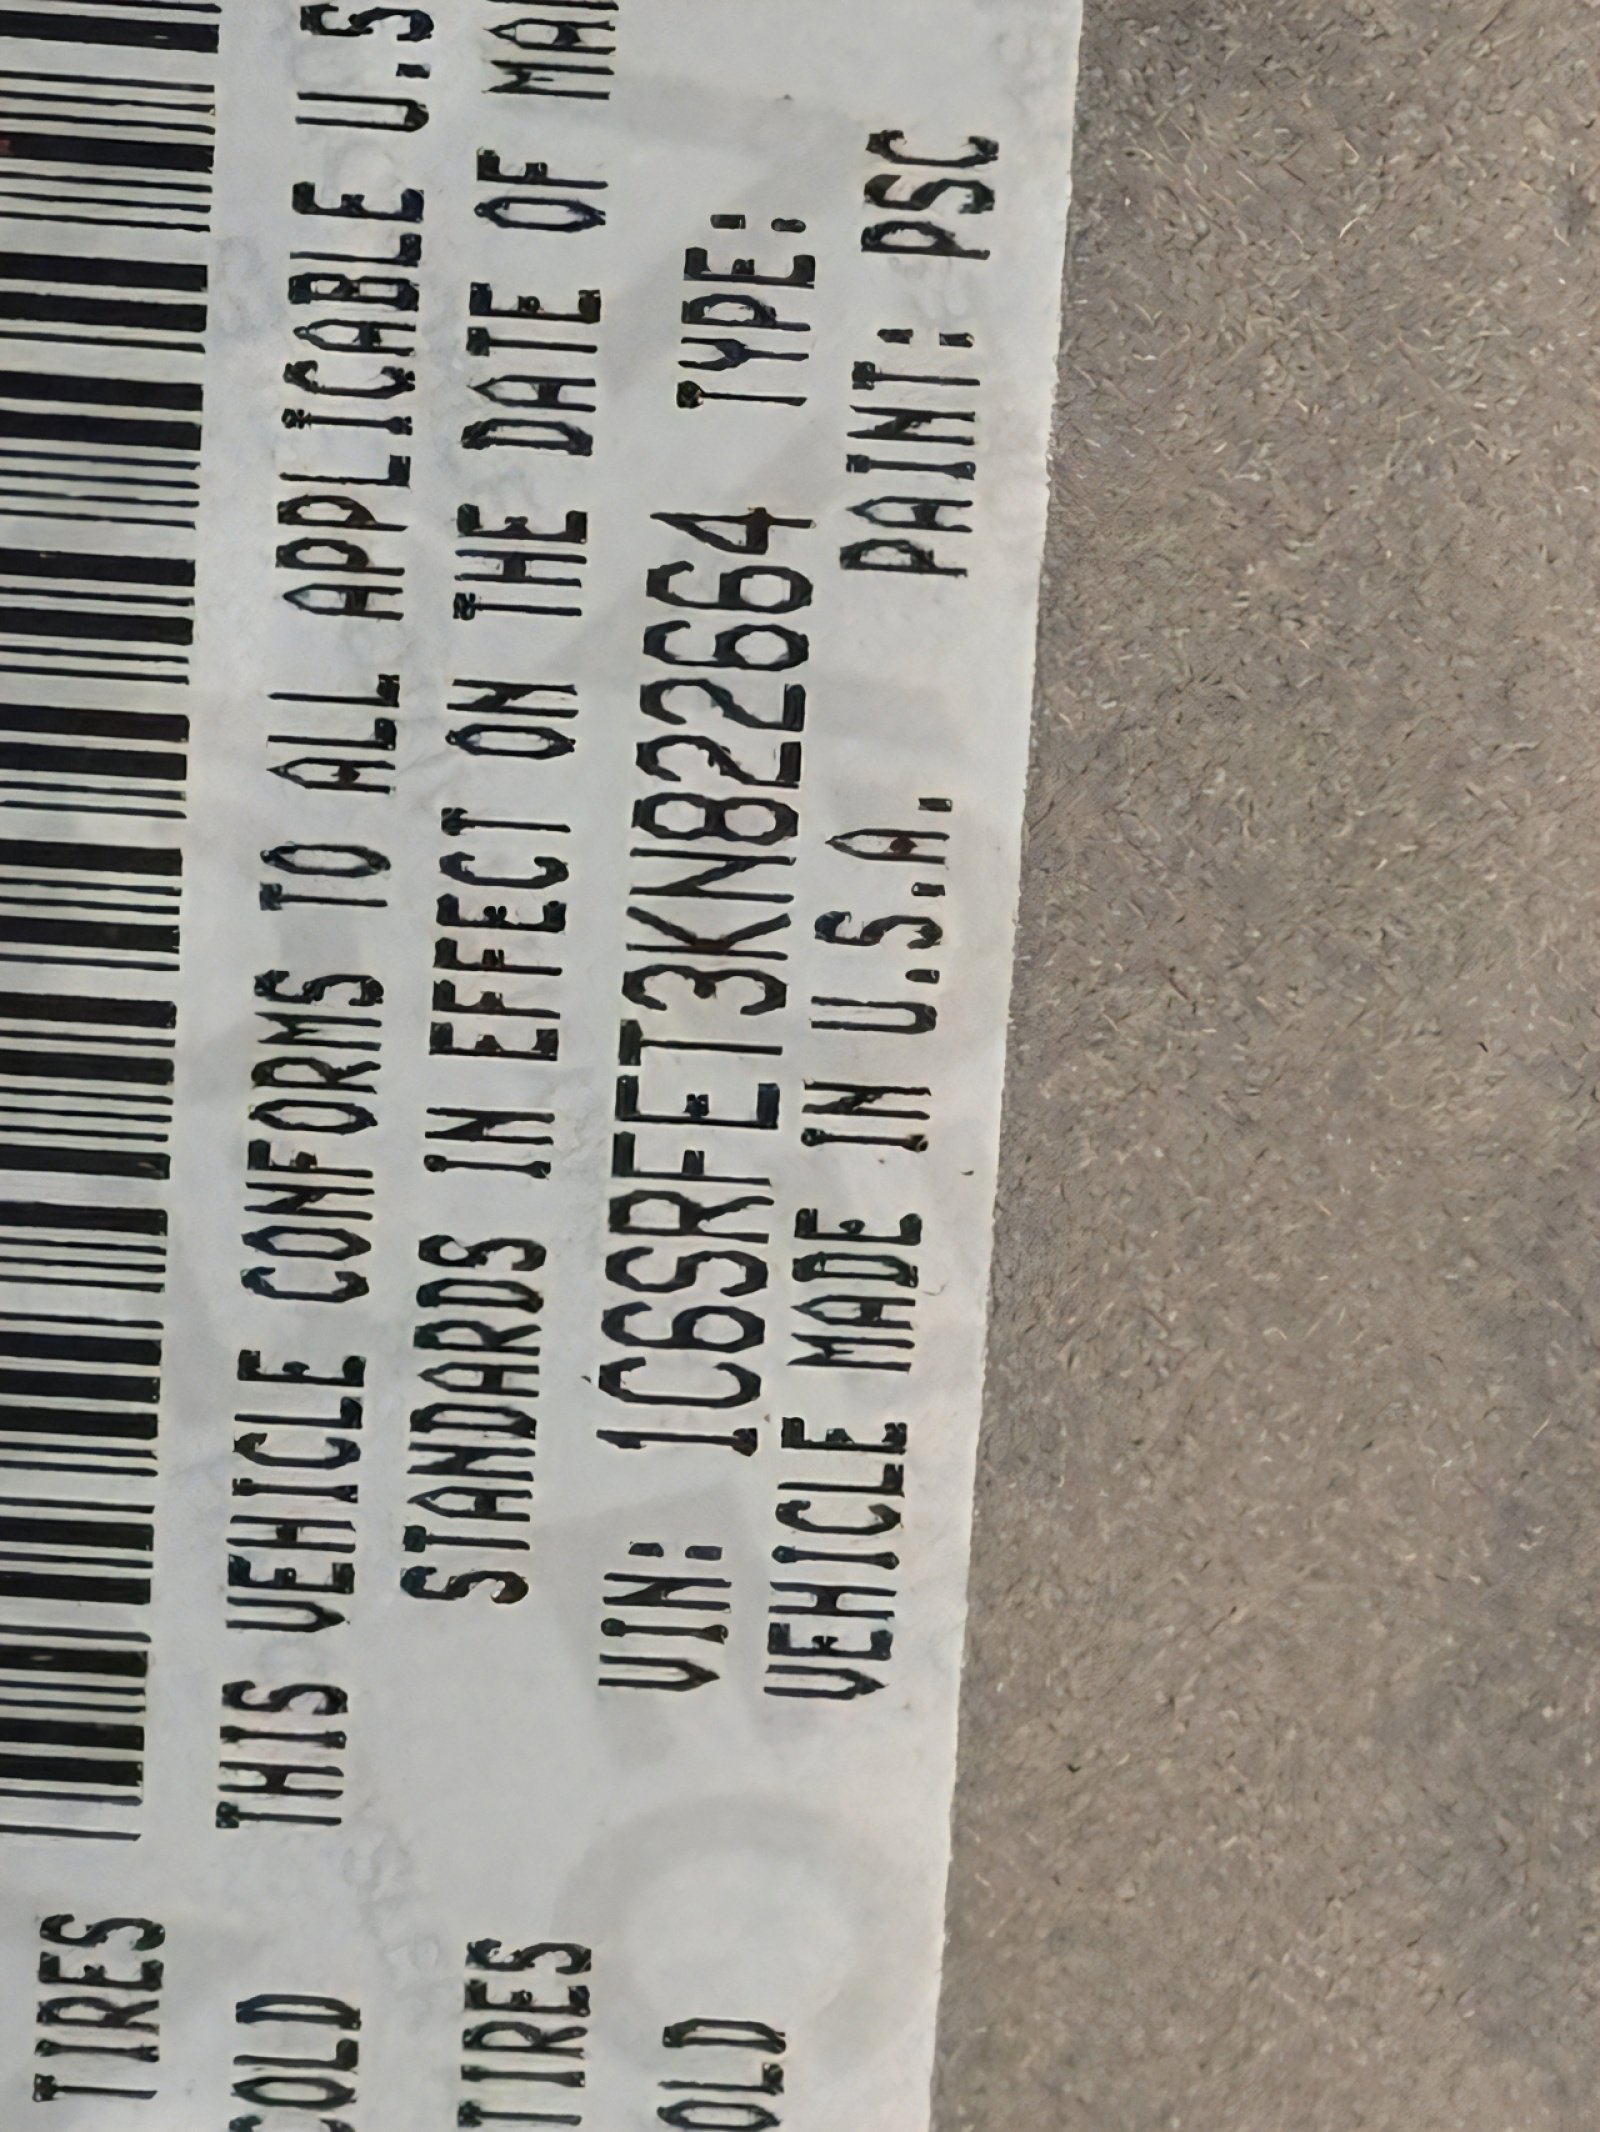 THIS VEHICLE CONFORMS TO ALL APPLICABLE U.S
STANDARDS IN EFFECT ON THE DATE OF
VIN: 1C6SRFET3KN822664 TYPE:
VEHICLE MADE IN U.S.A. PAINT: PSC
TIRES
COLD
TIRES